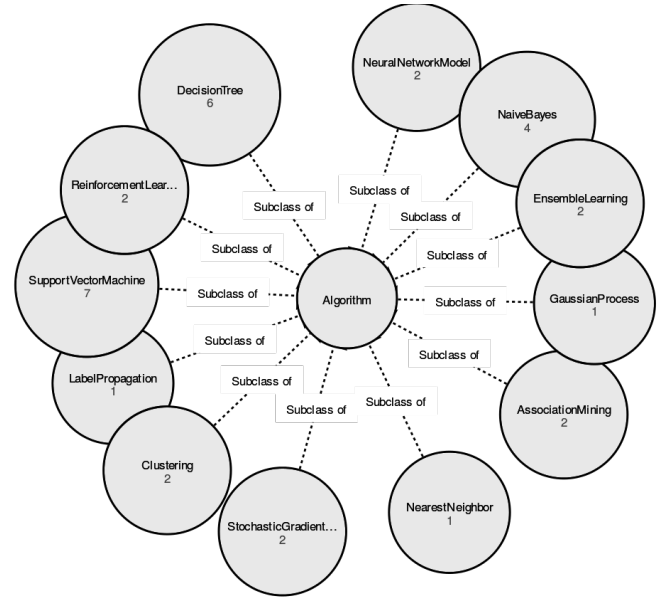 NeuralNetworkModel
2
DecisionTree
6
NaiveBayes
4
ReinforcementLear...
2
Subclass of
Subclass of
Subclass of
EnsembleLearning
2
Subclass of
Subclass of
SupportVectorMachine
7
Subclass of
Algorithm
Subclass of
GaussianProcess
1
Subclass of
Subclass of
LabelPropagation
1
Subclass of
Subclass of
Subclass of
AssociationMining
2
Clustering
2
NearestNeighbor
1
StochasticGradient...
2